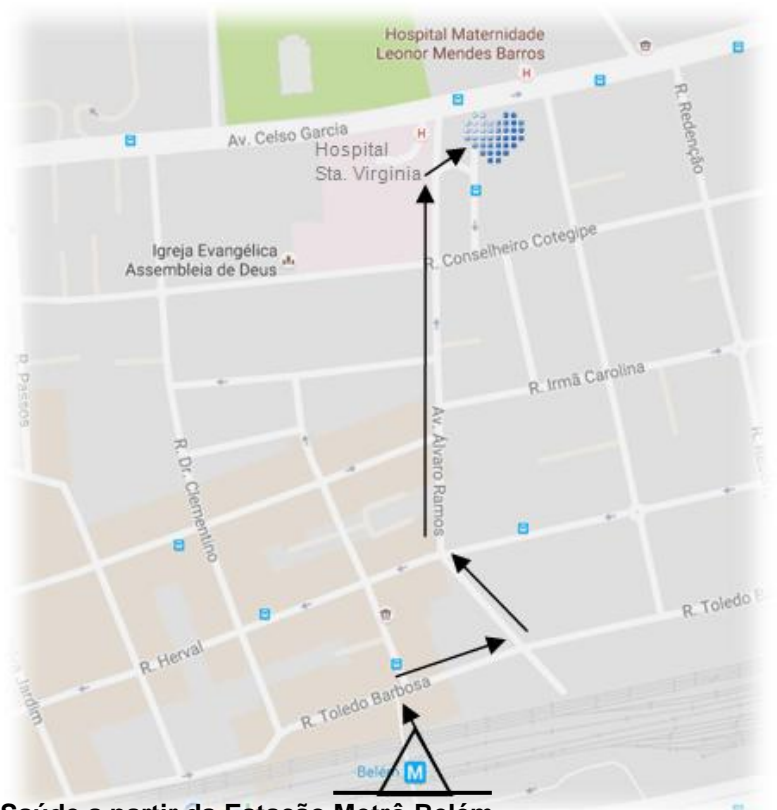 Hospital Maternidade
Leonor Mendes Barros
H
R. Redenção
Av. Celso Garcia
H
Hospital
Sta. Virginia
R. Conselheiro Cotegipe
Igreja Evangélica
Assembleia de Deus
R. Passos
R. Irmã Carolina
Av. Álvaro Ramos
R. Dr. Clementino
R. Toledo B
R. Herval
Jardim
R. Toledo Barbosa
Belém
M
Saúde a partir da Estação Metrô Belém